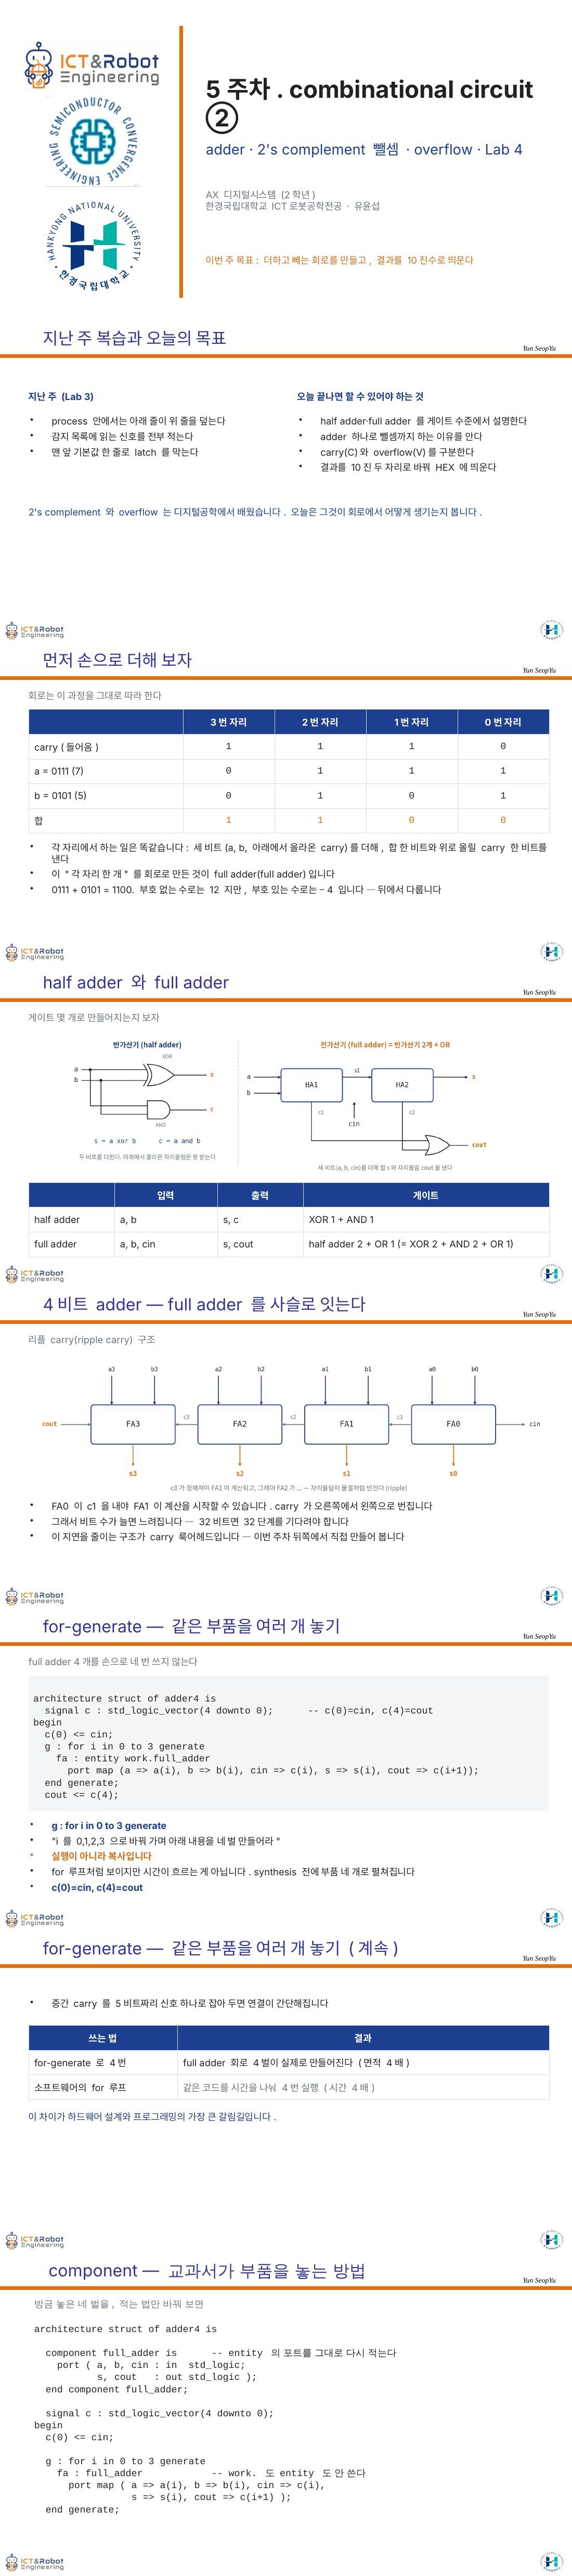 ICT&Robot
Engineering
SEMICONDUCTOR CONVERGENCE ENGINEERING
HANKYONG NATIONAL UNIVERSITY
한경국립대학교
5 주차 . combinational circuit
②
adder · 2's complement 뺄셈 · overflow · Lab 4
AX 디지털시스템 (2 학년 )
한경국립대학교 ICT 로봇공학전공 · 유윤섭
이번 주 목표 : 더하고 빼는 회로를 만들고 , 결과를 10 진수로 띄운다
지난 주 복습과 오늘의 목표
Yun SeopYu
지난 주 (Lab 3)
• process 안에서는 아래 줄이 위 줄을 덮는다
• 감지 목록에 읽는 신호를 전부 적는다
• 맨 앞 기본값 한 줄로 latch 를 막는다
오늘 끝나면 할 수 있어야 하는 것
• half adder·full adder 를 게이트 수준에서 설명한다
• adder 하나로 뺄셈까지 하는 이유를 안다
• carry(C) 와 overflow(V) 를 구분한다
• 결과를 10 진 두 자리로 바꿔 HEX 에 띄운다
2's complement 와 overflow 는 디지털공학에서 배웠습니다 . 오늘은 그것이 회로에서 어떻게 생기는지 봅니다 .
ICT&Robot
Engineering
먼저 손으로 더해 보자
Yun SeopYu
회로는 이 과정을 그대로 따라 한다
3 번 자리 2 번 자리 1 번 자리 0 번 자리
carry ( 들어옴 ) 1 1 1 0
a = 0111 (7) 0 1 1 1
b = 0101 (5) 0 1 0 1
합 1 1 0 0
• 각 자리에서 하는 일은 똑같습니다 : 세 비트 (a, b, 아래에서 올라온 carry) 를 더해 , 합 한 비트와 위로 올릴 carry 한 비트를
낸다
• 이 " 각 자리 한 개 " 를 회로로 만든 것이 full adder(full adder) 입니다
• 0111 + 0101 = 1100. 부호 없는 수로는 12 지만 , 부호 있는 수로는 – 4 입니다 — 뒤에서 다룹니다
ICT&Robot
Engineering
half adder 와 full adder
Yun SeopYu
게이트 몇 개로 만들어지는지 보자
반가산기 (half adder)
XOR
a
b
s
c
AND
s = a xor b c = a and b
두 비트를 더한다. 아래에서 올라온 자리올림은 못 받는다
전가산기 (full adder) = 반가산기 2개 + OR
a
b
HA1
s1
HA2
s
c1
cin
c2
cout
세 비트(a, b, cin)를 더해 합 s 와 자리올림 cout 을 낸다
입력 출력 게이트
half adder a, b s, c XOR 1 + AND 1
full adder a, b, cin s, cout half adder 2 + OR 1 (= XOR 2 + AND 2 + OR 1)
ICT&Robot
Engineering
4 비트 adder — full adder 를 사슬로 잇는다
Yun SeopYu
리플 carry(ripple carry) 구조
a3 b3 a2 b2 a1 b1 a0 b0
cout FA3 c3 FA2 c2 FA1 c1 FA0 cin
s3 s2 s1 s0
c0 가 정해져야 FA1 이 계산되고, 그래야 FA2 가 ... — 자리올림이 물결처럼 번진다 (ripple)
• FA0 이 c1 을 내야 FA1 이 계산을 시작할 수 있습니다 . carry 가 오른쪽에서 왼쪽으로 번집니다
• 그래서 비트 수가 늘면 느려집니다 — 32 비트면 32 단계를 기다려야 합니다
• 이 지연을 줄이는 구조가 carry 룩어헤드입니다 — 이번 주차 뒤쪽에서 직접 만들어 봅니다
ICT&Robot
Engineering
for-generate — 같은 부품을 여러 개 놓기
Yun SeopYu
full adder 4 개를 손으로 네 번 쓰지 않는다
architecture struct of adder4 is
signal c : std_logic_vector(4 downto 0); -- c(0)=cin, c(4)=cout
begin
c(0) <= cin;
g : for i in 0 to 3 generate
fa : entity work.full_adder
port map (a => a(i), b => b(i), cin => c(i), s => s(i), cout => c(i+1));
end generate;
cout <= c(4);
• g : for i in 0 to 3 generate
• "i 를 0,1,2,3 으로 바꿔 가며 아래 내용을 네 벌 만들어라 "
• 실행이 아니라 복사입니다
• for 루프처럼 보이지만 시간이 흐르는 게 아닙니다 . synthesis 전에 부품 네 개로 펼쳐집니다
• c(0)=cin, c(4)=cout
ICT&Robot
Engineering
for-generate — 같은 부품을 여러 개 놓기 ( 계속 )
Yun SeopYu
• 중간 carry 를 5 비트짜리 신호 하나로 잡아 두면 연결이 간단해집니다
쓰는 법 결과
for-generate 로 4 번 full adder 회로 4 벌이 실제로 만들어진다 ( 면적 4 배 )
소프트웨어의 for 루프 같은 코드를 시간을 나눠 4 번 실행 ( 시간 4 배 )
이 차이가 하드웨어 설계와 프로그래밍의 가장 큰 갈림길입니다 .
ICT&Robot
Engineering
component — 교과서가 부품을 놓는 방법
Yun SeopYu
방금 놓은 네 벌을 , 적는 법만 바꿔 보면
architecture struct of adder4 is
component full_adder is -- entity 의 포트를 그대로 다시 적는다
port ( a, b, cin : in std_logic;
s, cout : out std_logic );
end component full_adder;
signal c : std_logic_vector(4 downto 0);
begin
c(0) <= cin;
g : for i in 0 to 3 generate
fa : full_adder -- work. 도 entity 도 안 쓴다
port map ( a => a(i), b => b(i), cin => c(i),
s => s(i), cout => c(i+1) );
end generate;
ICT&Robot
Engineering